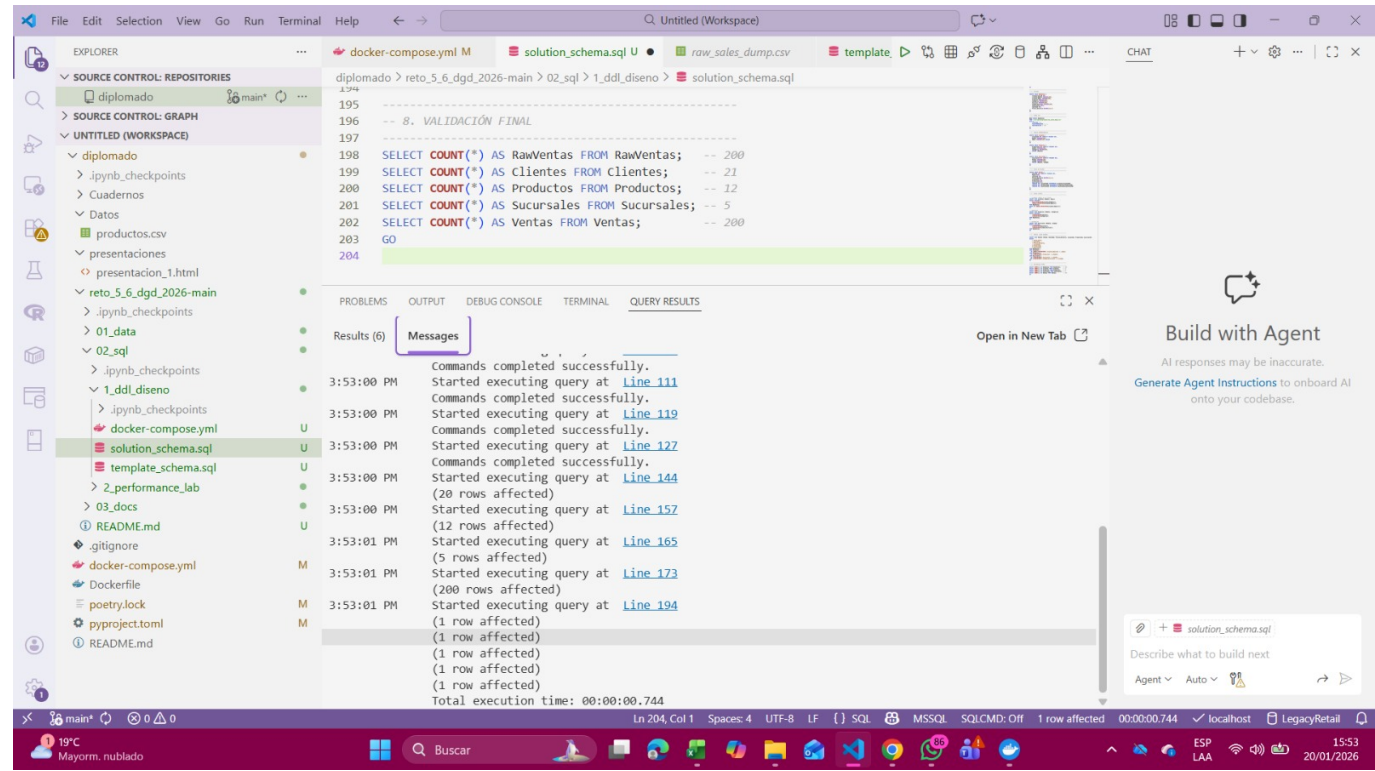 File Edit Selection View Go Run Terminal Help
Untitled (Workspace)
EXPLORER
SOURCE CONTROL: REPOSITORIES
diplomado main*
SOURCE CONTROL: GRAPH
UNTITLED (WORKSPACE)
diplomado
.ipynb_checkpoints
Cuadernos
Datos
productos.csv
presentaciones
presentacion_1.html
reto_5_6_dgd_2026-main
.ipynb_checkpoints
01_data
02_sql
.ipynb_checkpoints
1_ddl_diseno
.ipynb_checkpoints
docker-compose.yml U
solution_schema.sql U
template_schema.sql U
2_performance_lab
03_docs
README.md U
.gitignore
docker-compose.yml M
Dockerfile
poetry.lock M
pyproject.toml M
README.md
docker-compose.yml M solution_schema.sql U raw_sales_dump.csv template_
diplomado > reto_5_6_dgd_2026-main > 02_sql > 1_ddl_diseno > solution_schema.sql
194
195 --------------------------------------------------
196 -- 8. VALIDACIÓN FINAL
197 --------------------------------------------------
198 SELECT COUNT(*) AS RawVentas FROM RawVentas; -- 200
199 SELECT COUNT(*) AS Clientes FROM Clientes; -- 21
200 SELECT COUNT(*) AS Productos FROM Productos; -- 12
201 SELECT COUNT(*) AS Sucursales FROM Sucursales; -- 5
202 SELECT COUNT(*) AS Ventas FROM Ventas; -- 200
203 GO
204
PROBLEMS OUTPUT DEBUG CONSOLE TERMINAL QUERY RESULTS
Results (6) Messages Open in New Tab
Commands completed successfully.
3:53:00 PM Started executing query at Line 111
Commands completed successfully.
3:53:00 PM Started executing query at Line 119
Commands completed successfully.
3:53:00 PM Started executing query at Line 127
Commands completed successfully.
3:53:00 PM Started executing query at Line 144
(20 rows affected)
3:53:00 PM Started executing query at Line 157
(12 rows affected)
3:53:01 PM Started executing query at Line 165
(5 rows affected)
3:53:01 PM Started executing query at Line 173
(200 rows affected)
3:53:01 PM Started executing query at Line 194
(1 row affected)
(1 row affected)
(1 row affected)
(1 row affected)
(1 row affected)
Total execution time: 00:00:00.744
CHAT
Build with Agent
AI responses may be inaccurate.
Generate Agent Instructions to onboard AI
onto your codebase.
solution_schema.sql
Describe what to build next
Agent Auto
main* 0 0 Ln 204, Col 1 Spaces: 4 UTF-8 LF {} SQL MSSQL SQLCMD: Off 1 row affected 00:00:00.744 localhost LegacyRetail
19°C
Mayorm. nublado
Buscar
86
ESP
LAA
15:53
20/01/2026